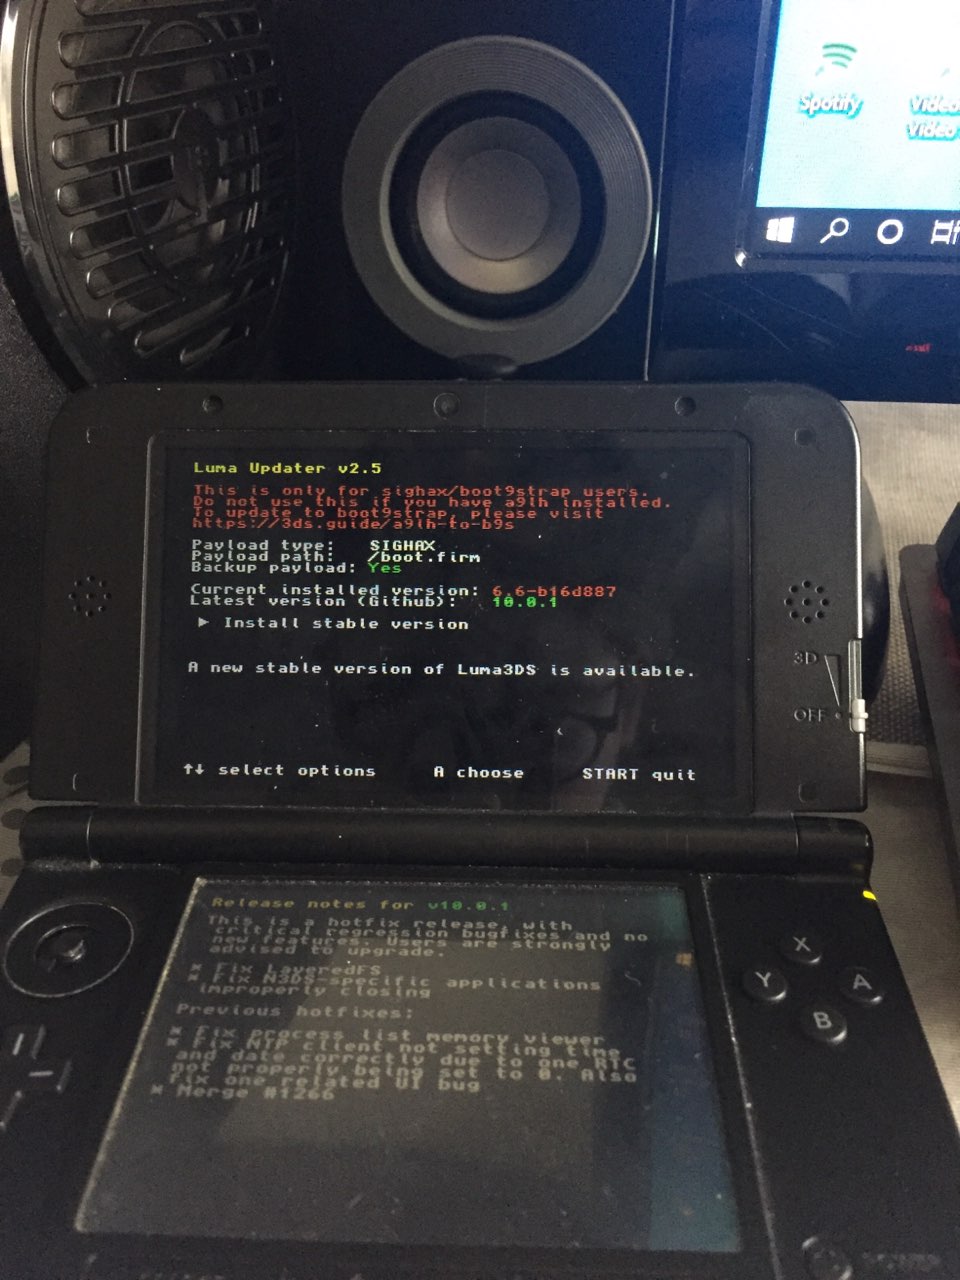 Spotify
Video
Video
Luma Updater v2.5
This is only for sighax/boot9strap users.
Do not use this if you have a9lh installed.
To update to boot9strap, please visit
https://3ds.guide/a9lh-to-b9s
Payload type: SIGHAX
Payload path: /boot.firm
Backup payload: Yes
Current installed version: 6.6-b16d887
Latest version (Github): 10.0.1
► Install stable version
A new stable version of Luma3DS is available.
↑↓ select options A choose START quit
3D
OFF
Release notes for v10.0.1
This is a hotfix release, with
critical regression bugfixes and no
new features. Users are strongly
advised to upgrade.
* Fix LayeredFS
* Fix N3DS-specific applications
improperly closing
Previous hotfixes:
* Fix process list memory viewer
* Fix NTP client not setting time
and date correctly due to one RTC
not properly being set to 0. Also
fix one related UI bug
* Merge #1266
X
Y
A
B